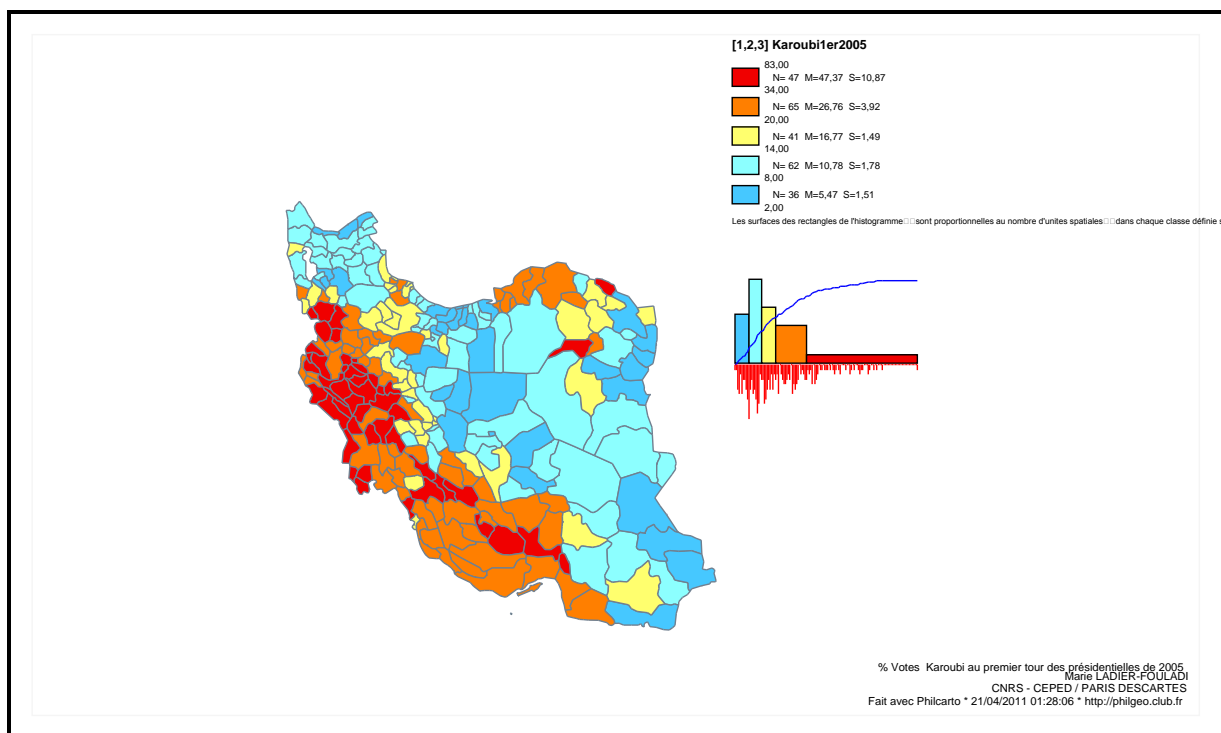 [1,2,3] Karoubi1er2005
83,00
N= 47 M=47,37 S=10,87
34,00
N= 65 M=26,76 S=3,92
20,00
N= 41 M=16,77 S=1,49
14,00
N= 62 M=10,78 S=1,78
8,00
N= 36 M=5,47 S=1,51
2,00
Les surfaces des rectangles de l'histogramme□□sont proportionnelles au nombre d'unites spatiales□□dans chaque classe définie s
% Votes Karoubi au premier tour des présidentielles de 2005
Marie LADIER-FOULADI
CNRS - CEPED / PARIS DESCARTES
Fait avec Philcarto * 21/04/2011 01:28:06 * http://philgeo.club.fr